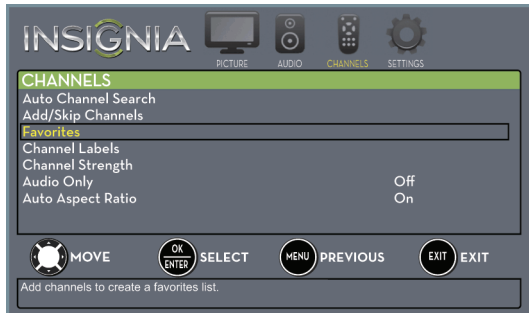 INSIGNIA
PICTURE AUDIO CHANNELS SETTINGS
CHANNELS
Auto Channel Search
Add/Skip Channels
Favorites
Channel Labels
Channel Strength
Audio Only Off
Auto Aspect Ratio On
MOVE OK ENTER SELECT MENU PREVIOUS EXIT EXIT
Add channels to create a favorites list.